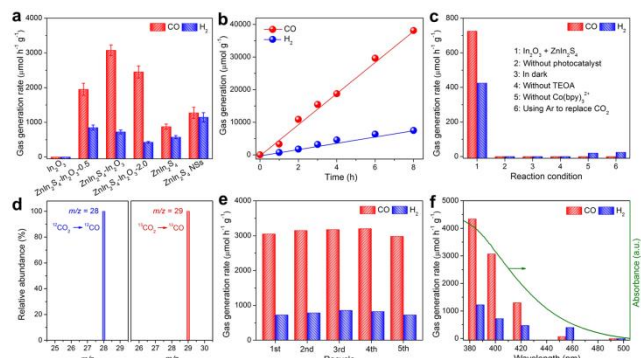 a
CO
H2
4000
3000
2000
1000
0
Gas generation rate (μmol h⁻¹ g⁻¹)
In2O3
ZnIn2S4-In2O3-0.5
ZnIn2S4-In2O3
ZnIn2S4-In2O3-2.0
ZnIn2S4
ZnIn2S4 NSs
b
CO
H2
40000
30000
20000
10000
0
Gas generation (μmol g⁻¹)
0 2 4 6 8
Time (h)
c
CO
H2
800
600
400
200
0
Gas generation rate (μmol h⁻¹ g⁻¹)
1: In2O3 + ZnIn2S4
2: Without photocatalyst
3: In dark
4: Without TEOA
5: Without Co(bpy)3²⁺
6: Using Ar to replace CO2
1 2 3 4 5 6
Reaction condition
d
100
80
60
40
20
0
Relative abundance (%)
m/z = 28
¹²CO2 → ¹²CO
m/z = 29
¹³CO2 → ¹³CO
25 26 27 28 29
25 26 27 28 29 30
e
CO
H2
4000
3000
2000
1000
0
Gas generation rate (μmol h⁻¹ g⁻¹)
1st 2nd 3rd 4th 5th
f
CO
H2
4000
3000
2000
1000
0
Gas generation rate (μmol h⁻¹ g⁻¹)
Absorbance (a.u.)
380 400 420 440 460 480 500